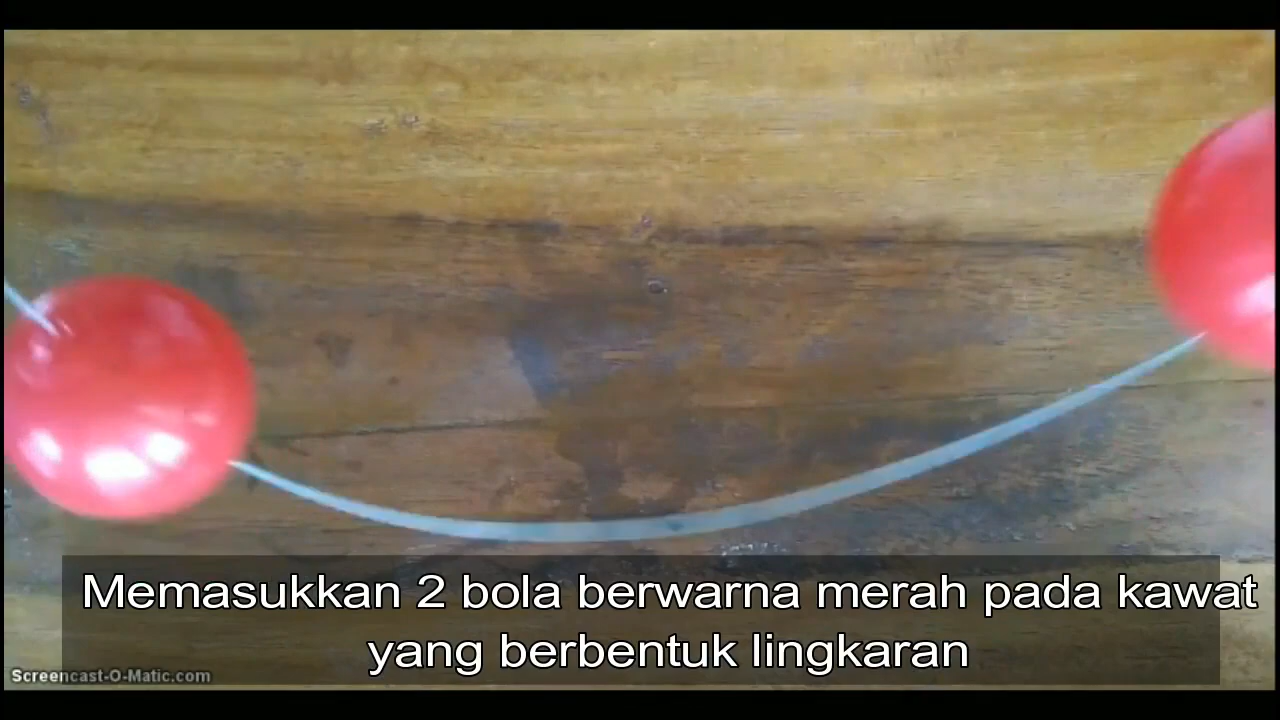 Memasukkan 2 bola berwarna merah pada kawat
yang berbentuk lingkaran
Screencast-O-Matic.com